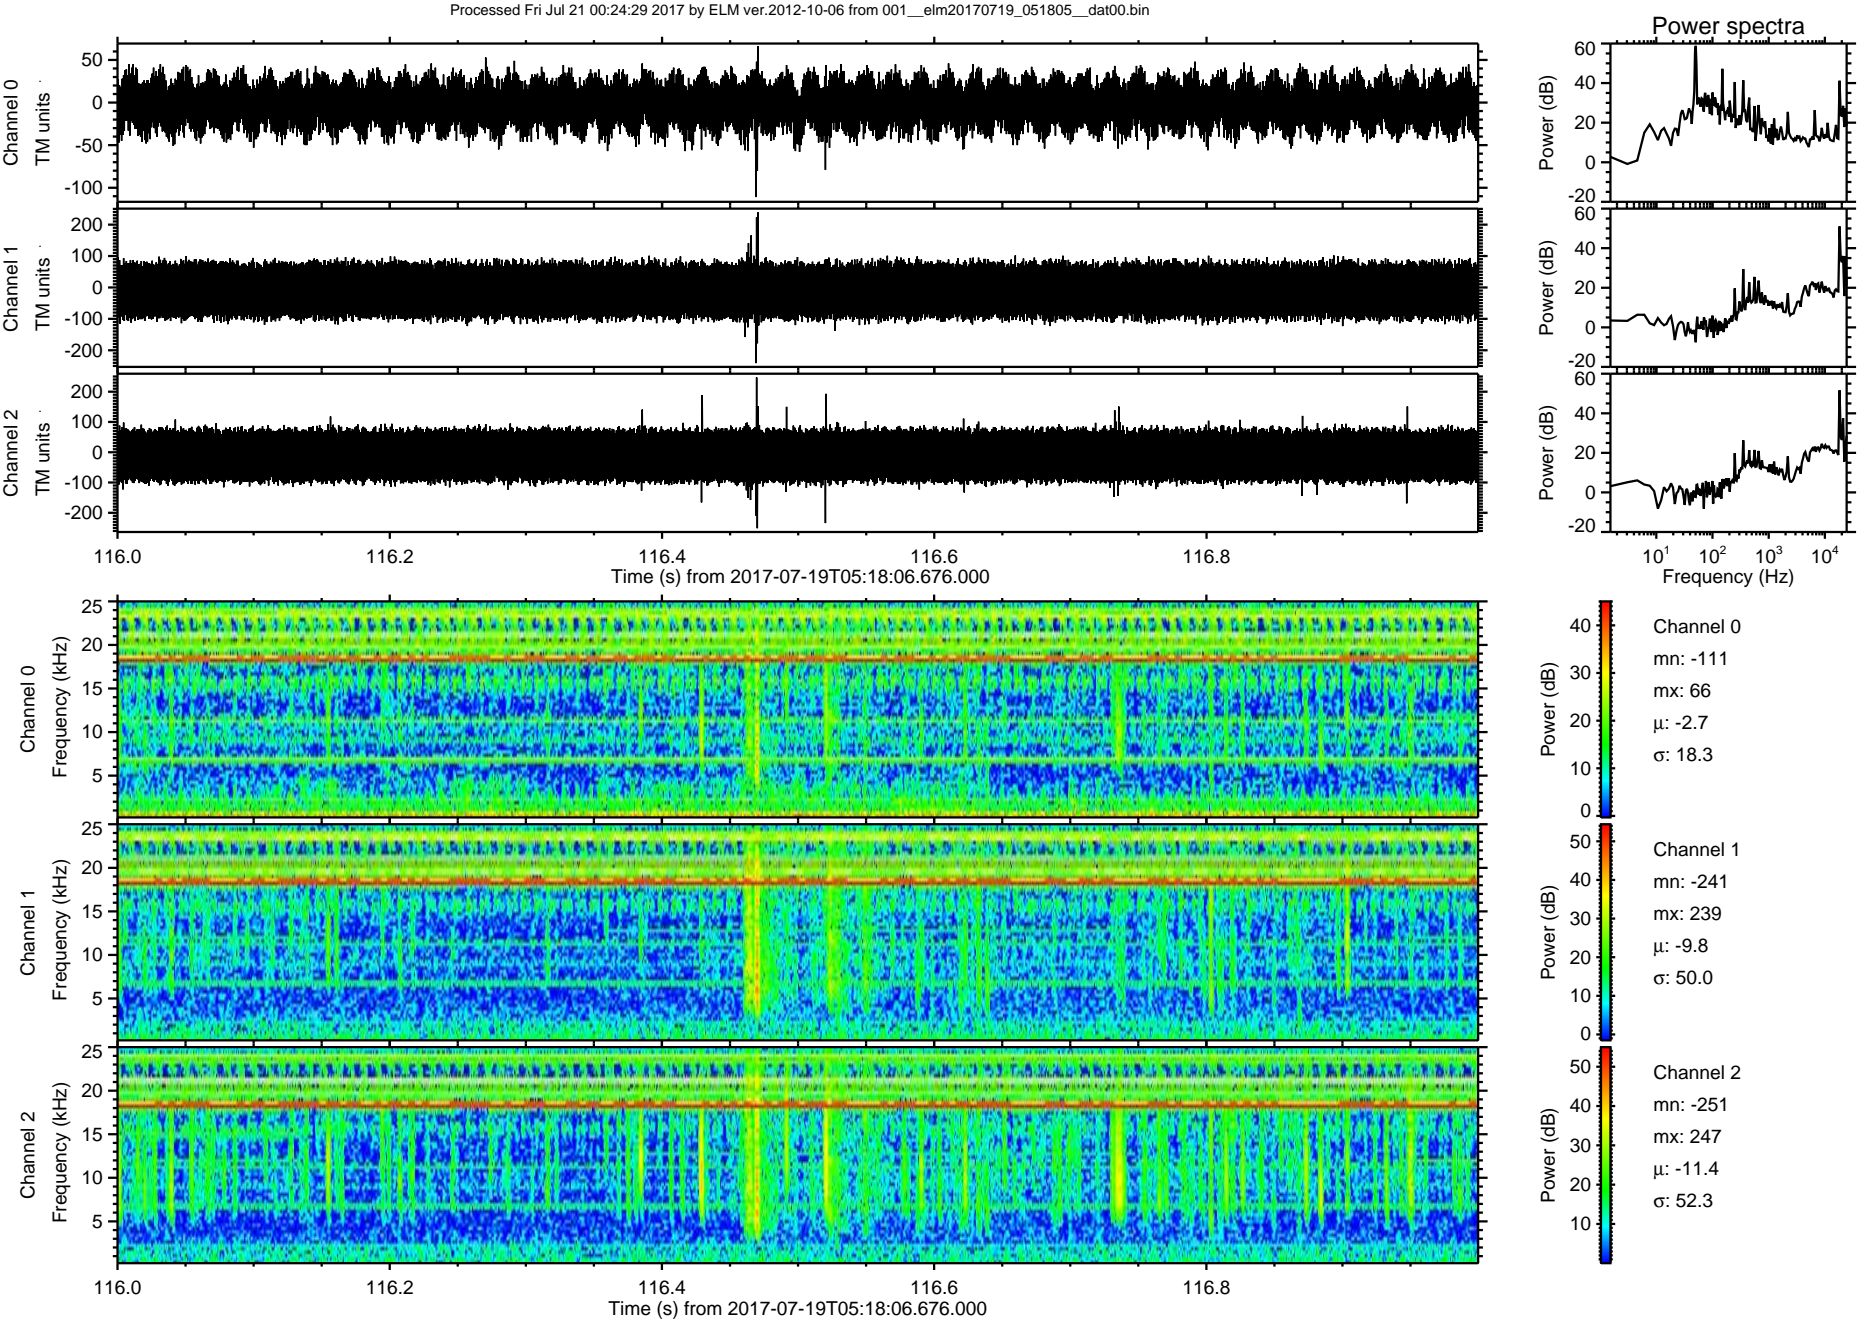 Processed Fri Jul 21 00:24:29 2017 by ELM ver.2012-10-06 from 001__elm20170719_051805__dat00.bin
Power spectra
Channel 0
TM units
50
0
-50
-100
Power (dB)
60
40
20
0
-20
Channel 1
TM units
200
100
0
-100
-200
Power (dB)
60
40
20
0
-20
Channel 2
TM units
200
100
0
-100
-200
Power (dB)
60
40
20
0
-20
116.0 116.2 116.4 116.6 116.8
Time (s) from 2017-07-19T05:18:06.676.000
10¹ 10² 10³ 10⁴
Frequency (Hz)
Channel 0
Frequency (kHz)
25
20
15
10
5
Power (dB)
40
30
20
10
0
Channel 0
mn: -111
mx: 66
μ: -2.7
σ: 18.3
Channel 1
Frequency (kHz)
25
20
15
10
5
Power (dB)
50
40
30
20
10
0
Channel 1
mn: -241
mx: 239
μ: -9.8
σ: 50.0
Channel 2
Frequency (kHz)
25
20
15
10
5
Power (dB)
50
40
30
20
10
Channel 2
mn: -251
mx: 247
μ: -11.4
σ: 52.3
116.0 116.2 116.4 116.6 116.8
Time (s) from 2017-07-19T05:18:06.676.000